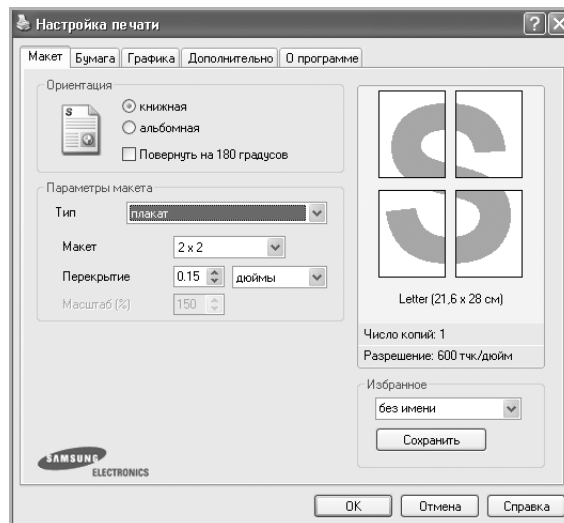 Настройка печати
Макет Бумага Графика Дополнительно О программе
Ориентация
S
книжная
альбомная
Повернуть на 180 градусов
Параметры макета
Тип плакат
Макет 2 x 2
Перекрытие 0.15 дюймы
Масштаб (%) 150
S
Letter (21,6 x 28 см)
Число копий: 1
Разрешение: 600 тчк/дюйм
Избранное
без имени
Сохранить
SAMSUNG
ELECTRONICS
OK Отмена Справка